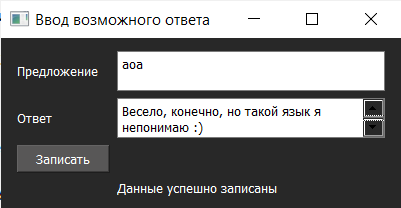 Ввод возможного ответа
Предложение
аоа
Ответ
Весело, конечно, но такой язык я
непонимаю :)
Записать
Данные успешно записаны